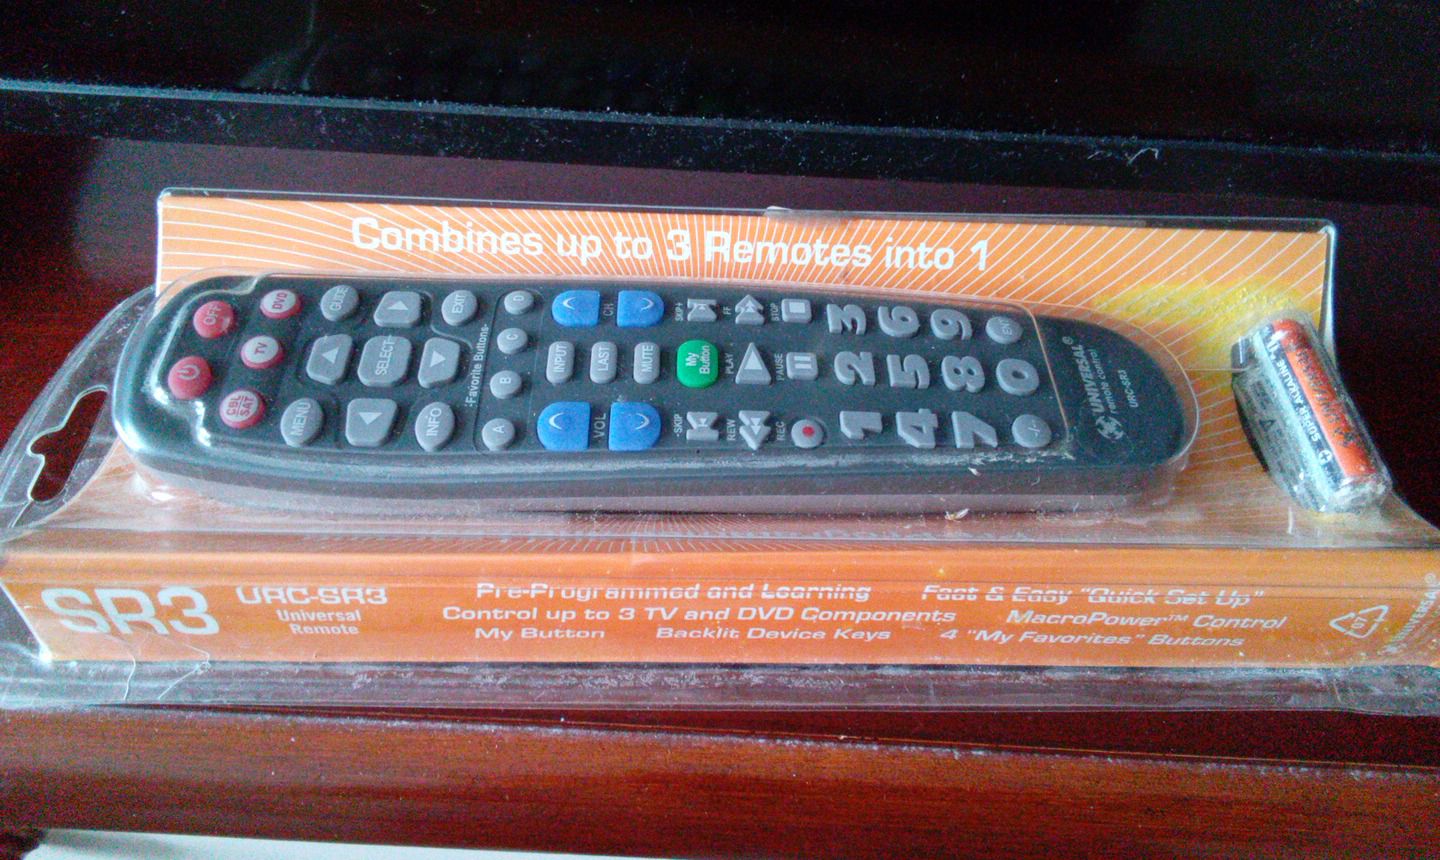 Combines up to 3 Remotes into 1
OFF
DVD
TV
CBL
SAT
GUIDE
EXIT
SELECT
MENU
INFO
Favorite Buttons
D
C
B
A
CH
INPUT
LAST
MUTE
VOL
My
Button
SKIP+
FF
STOP
PLAY
PAUSE
-SKIP
REW
REC
1
2
3
4
5
6
7
8
9
0
ENT
-/--
UNIVERSAL®
remote control
URC-SR3
SUPER ALKALINE
SR3
URC-SR3
Universal
Remote
Pre-Programmed and Learning
Control up to 3 TV and DVD Components
My Button
Backlit Device Keys
Fast & Easy "Quick Set Up"
MacroPower™ Control
4 "My Favorites" Buttons